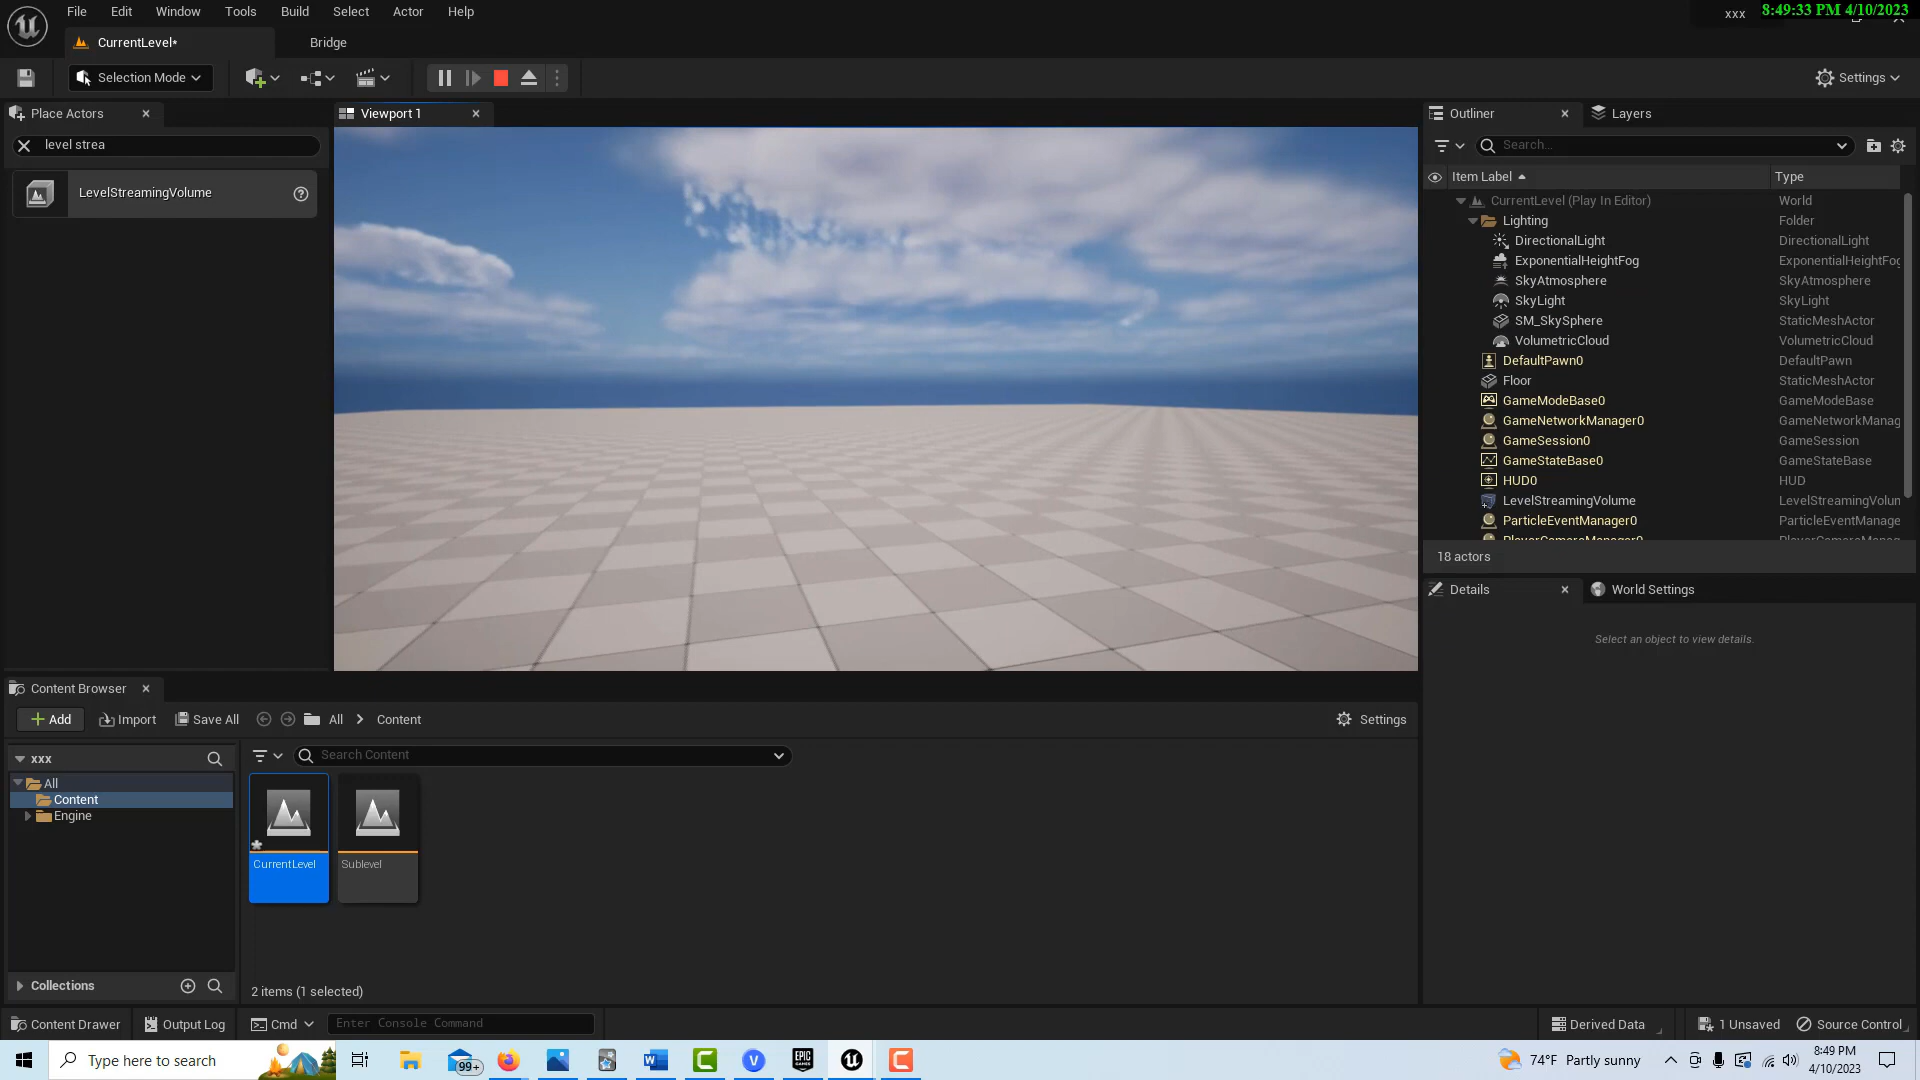 File Edit Window Tools Build Select Actor Help
xxx 8:49:33 PM 4/10/2023
CurrentLevel* Bridge
Selection Mode Settings
Place Actors Viewport 1 Outliner Layers
level strea
Search...
LevelStreamingVolume
Item Label Type
CurrentLevel (Play In Editor) World
Lighting Folder
DirectionalLight DirectionalLight
ExponentialHeightFog ExponentialHeightFog
SkyAtmosphere SkyAtmosphere
SkyLight SkyLight
SM_SkySphere StaticMeshActor
VolumetricCloud VolumetricCloud
DefaultPawn0 DefaultPawn
Floor StaticMeshActor
GameModeBase0 GameModeBase
GameNetworkManager0 GameNetworkManag
GameSession0 GameSession
GameStateBase0 GameStateBase
HUD0 HUD
LevelStreamingVolume LevelStreamingVolun
ParticleEventManager0 ParticleEventManage
18 actors
Details World Settings
Select an object to view details.
Content Browser
Add Import Save All All Content Settings
xxx
Search Content
All
Content
Engine
CurrentLevel Sublevel
Collections
2 items (1 selected)
Content Drawer Output Log Cmd Enter Console Command Derived Data 1 Unsaved Source Control
Type here to search
99+
EPIC GAMES
74°F Partly sunny
8:49 PM
4/10/2023